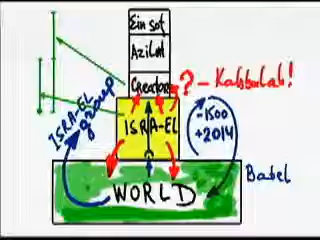 Ein sof
Azilut
Creator
? - Kabbalah!
ISRA-EL
group
ISRA-EL
-1500
+2014
Babel
WORLD